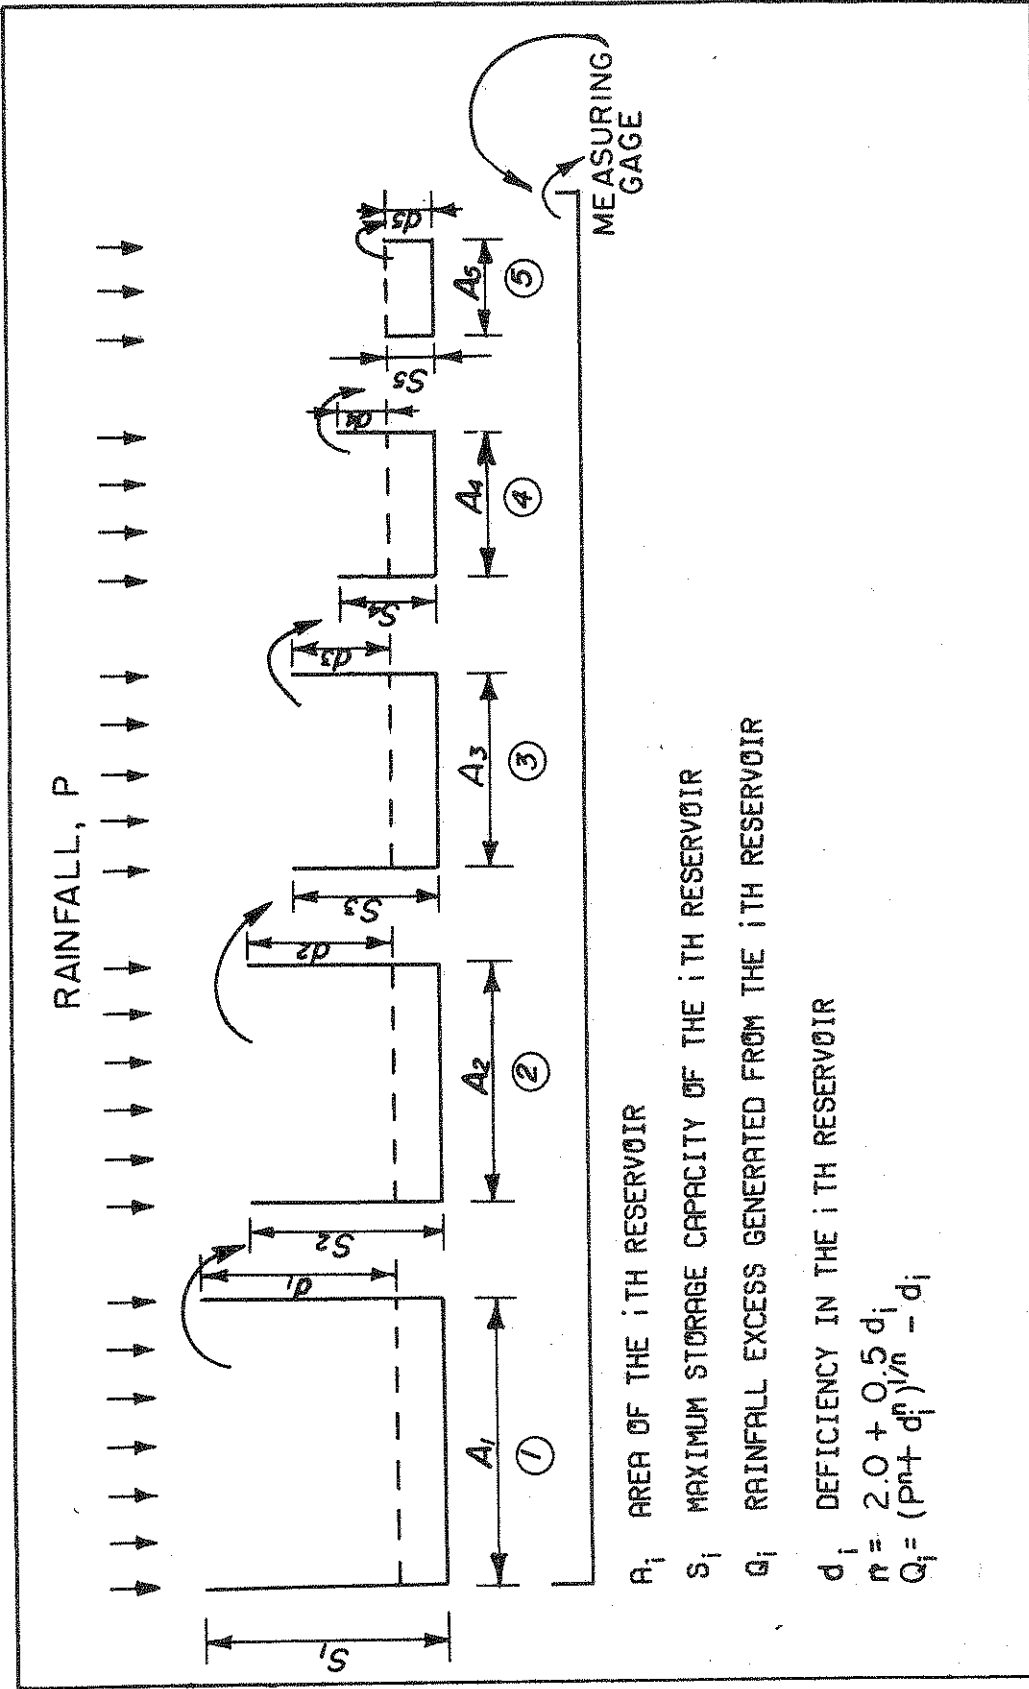 RAINFALL, P
S₁
d₁
S₂
d₂
S₃
d₃
S₄
d₄
S₅
d₅
A₁
A₂
A₃
A₄
A₅
①
②
③
④
⑤
MEASURING
GAGE
Aᵢ AREA OF THE iTH RESERVOIR
Sᵢ MAXIMUM STORAGE CAPACITY OF THE iTH RESERVOIR
Qᵢ RAINFALL EXCESS GENERATED FROM THE iTH RESERVOIR
dᵢ DEFICIENCY IN THE iTH RESERVOIR
n = 2.0 + 0.5 dᵢ
Qᵢ = (Pⁿ + dᵢⁿ)^1/n - dᵢ